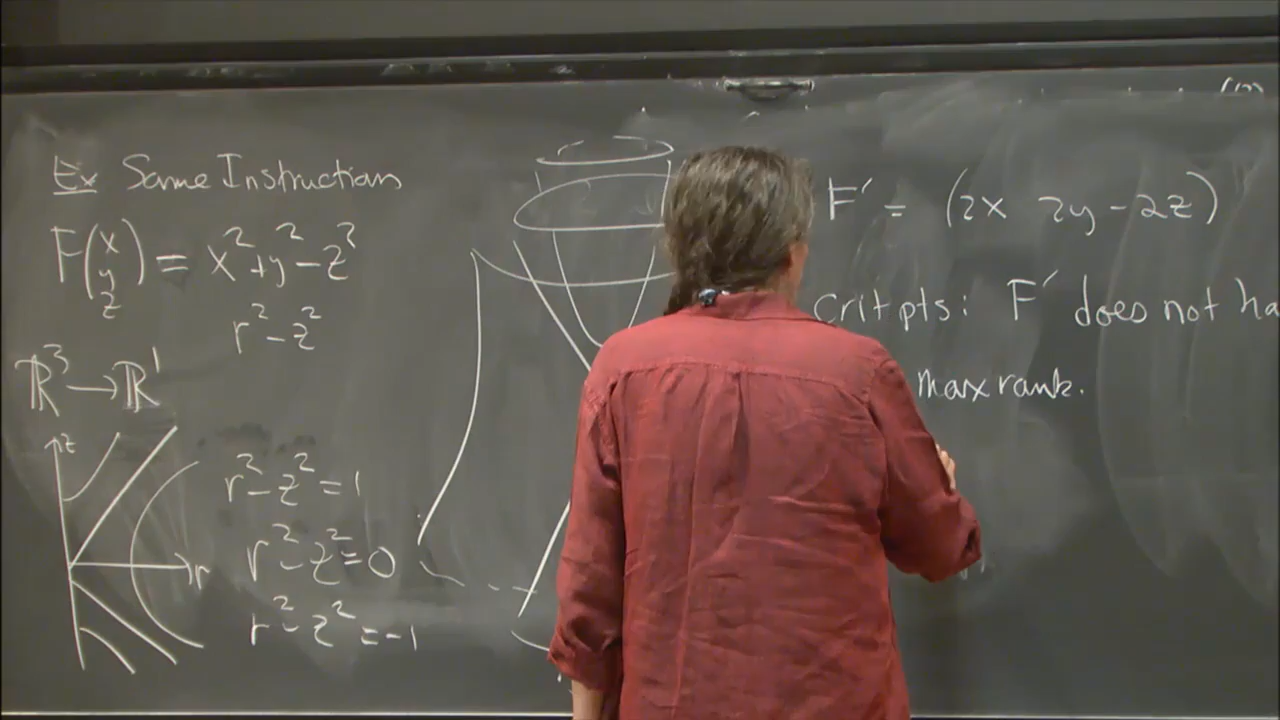 Ex Same Instruction
F(x y z) = x² + y² - z²
r² - z²
ℝ³ → ℝ¹
z
r
r² - z² = 1
r² - z² = 0
r² - z² = -1
F′ = (2x 2y -2z)
crit pts: F′ does not ha
max rank.